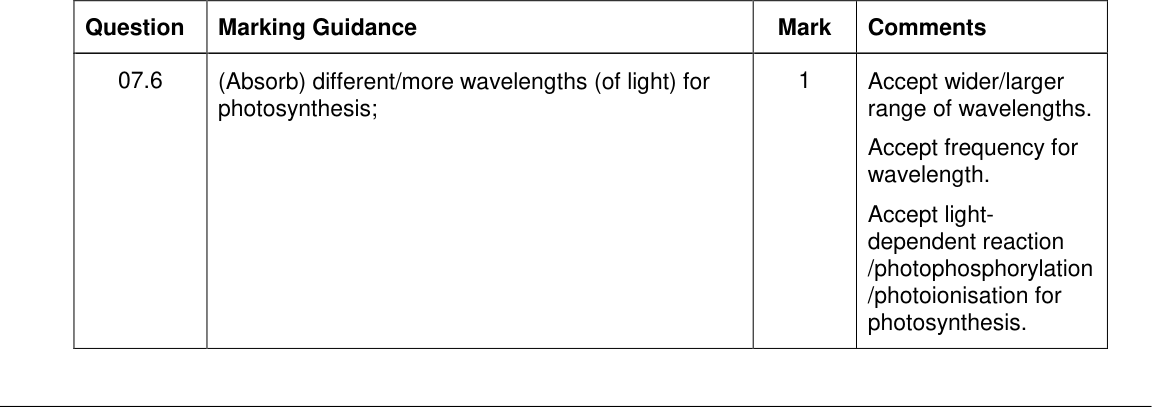 Question Marking Guidance Mark Comments
07.6 (Absorb) different/more wavelengths (of light) for 1 Accept wider/larger
photosynthesis; range of wavelengths.
Accept frequency for
wavelength.
Accept light-
dependent reaction
/photophosphorylation
/photoionisation for
photosynthesis.